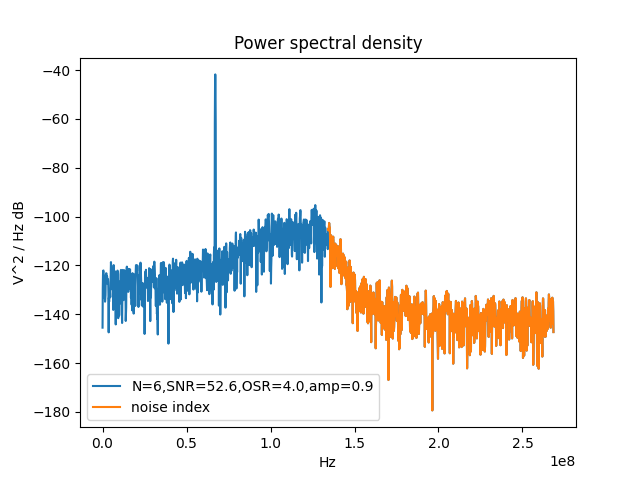 Power spectral density
V^2 / Hz dB
−40
−60
−80
−100
−120
−140
−160
−180
N=6,SNR=52.6,OSR=4.0,amp=0.9
noise index
0.0 0.5 1.0 1.5 2.0 2.5
1e8
Hz